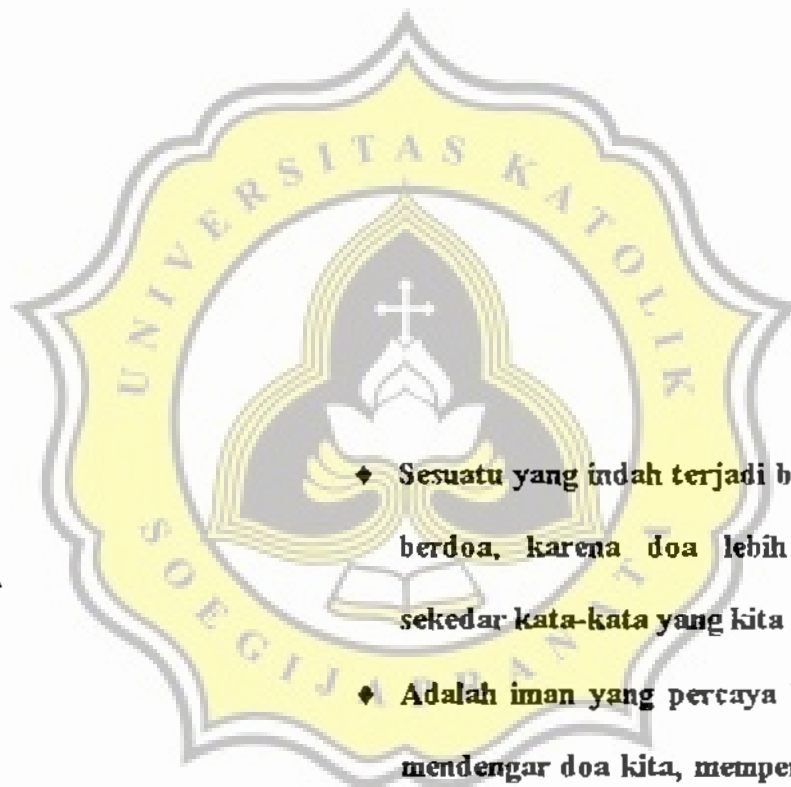 UNIVERSITAS KATOLIK
SOEGIJAPRANATA
♦ Sesuatu yang indah terjadi b
berdoa, karena doa lebih
sekedar kata-kata yang kita
♦ Adalah iman yang percaya
mendengar doa kita, memper